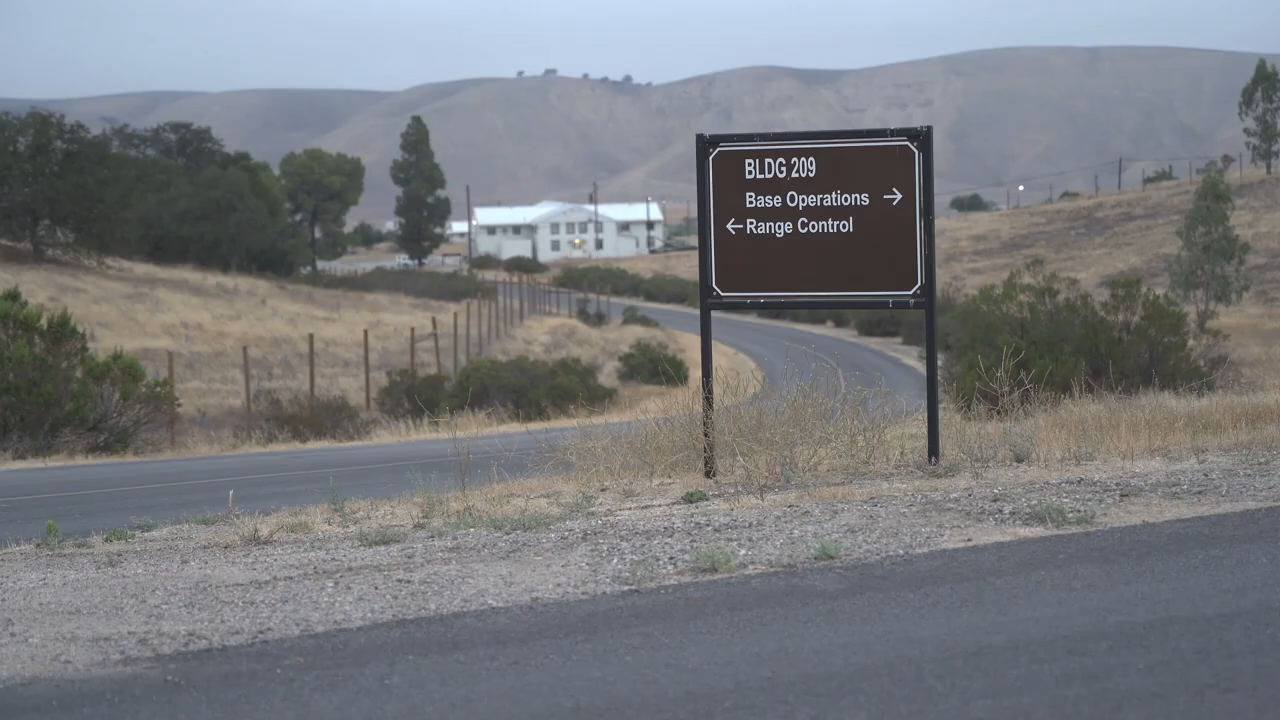 BLDG 209
Base Operations →
← Range Control